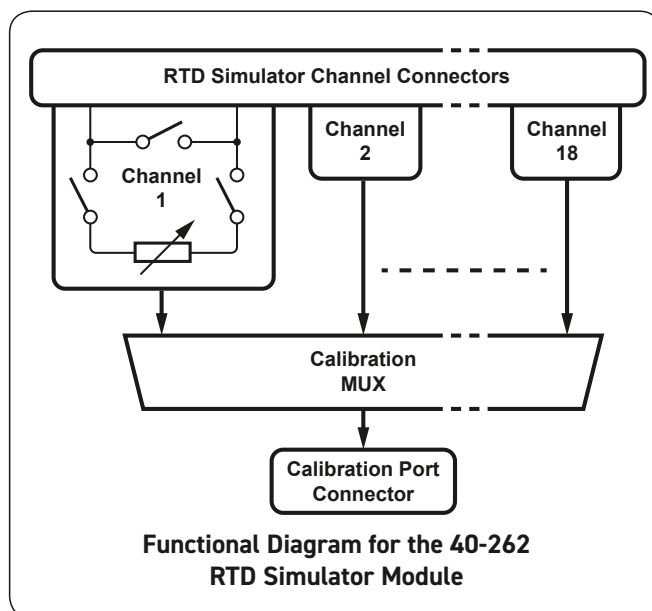 RTD Simulator Channel Connectors
Channel
1
Channel
2
Channel
18
Calibration
MUX
Calibration Port
Connector
Functional Diagram for the 40-262
RTD Simulator Module